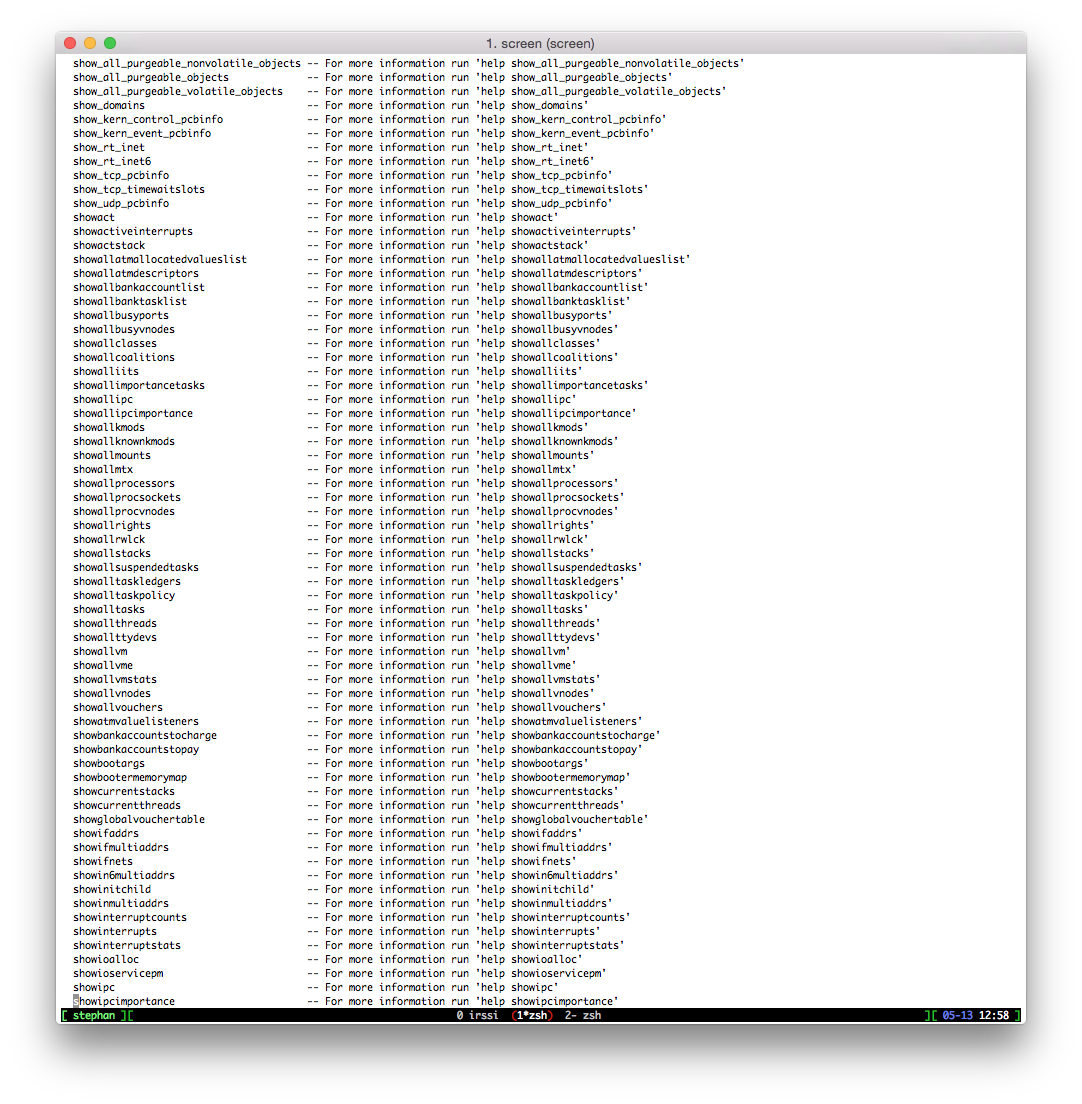 1. screen (screen)
show_all_purgeable_nonvolatile_objects -- For more information run 'help show_all_purgeable_nonvolatile_objects'
show_all_purgeable_objects -- For more information run 'help show_all_purgeable_objects'
show_all_purgeable_volatile_objects -- For more information run 'help show_all_purgeable_volatile_objects'
show_domains -- For more information run 'help show_domains'
show_kern_control_pcbinfo -- For more information run 'help show_kern_control_pcbinfo'
show_kern_event_pcbinfo -- For more information run 'help show_kern_event_pcbinfo'
show_rt_inet -- For more information run 'help show_rt_inet'
show_rt_inet6 -- For more information run 'help show_rt_inet6'
show_tcp_pcbinfo -- For more information run 'help show_tcp_pcbinfo'
show_tcp_timewaitslots -- For more information run 'help show_tcp_timewaitslots'
show_udp_pcbinfo -- For more information run 'help show_udp_pcbinfo'
showact -- For more information run 'help showact'
showactiveinterrupts -- For more information run 'help showactiveinterrupts'
showactstack -- For more information run 'help showactstack'
showallatmallocatedvalueslist -- For more information run 'help showallatmallocatedvalueslist'
showallatmdescriptors -- For more information run 'help showallatmdescriptors'
showallbankaccountlist -- For more information run 'help showallbankaccountlist'
showallbanktasklist -- For more information run 'help showallbanktasklist'
showallbusyports -- For more information run 'help showallbusyports'
showallbusyvnodes -- For more information run 'help showallbusyvnodes'
showallclasses -- For more information run 'help showallclasses'
showallcoalitions -- For more information run 'help showallcoalitions'
showalliits -- For more information run 'help showalliits'
showallimportancetasks -- For more information run 'help showallimportancetasks'
showallipc -- For more information run 'help showallipc'
showallipcimportance -- For more information run 'help showallipcimportance'
showallkmods -- For more information run 'help showallkmods'
showallknownkmods -- For more information run 'help showallknownkmods'
showallmounts -- For more information run 'help showallmounts'
showallmtx -- For more information run 'help showallmtx'
showallprocessors -- For more information run 'help showallprocessors'
showallprocsockets -- For more information run 'help showallprocsockets'
showallprocvnodes -- For more information run 'help showallprocvnodes'
showallrights -- For more information run 'help showallrights'
showallrwlck -- For more information run 'help showallrwlck'
showallstacks -- For more information run 'help showallstacks'
showallsuspendedtasks -- For more information run 'help showallsuspendedtasks'
showalltaskledgers -- For more information run 'help showalltaskledgers'
showalltaskpolicy -- For more information run 'help showalltaskpolicy'
showalltasks -- For more information run 'help showalltasks'
showallthreads -- For more information run 'help showallthreads'
showallttydevs -- For more information run 'help showallttydevs'
showallvm -- For more information run 'help showallvm'
showallvme -- For more information run 'help showallvme'
showallvmstats -- For more information run 'help showallvmstats'
showallvnodes -- For more information run 'help showallvnodes'
showallvouchers -- For more information run 'help showallvouchers'
showatmvaluelisteners -- For more information run 'help showatmvaluelisteners'
showbankaccountstocharge -- For more information run 'help showbankaccountstocharge'
showbankaccountstopay -- For more information run 'help showbankaccountstopay'
showbootargs -- For more information run 'help showbootargs'
showbootermemorymap -- For more information run 'help showbootermemorymap'
showcurrentstacks -- For more information run 'help showcurrentstacks'
showcurrentthreads -- For more information run 'help showcurrentthreads'
showglobalvouchertable -- For more information run 'help showglobalvouchertable'
showifaddrs -- For more information run 'help showifaddrs'
showifmultiaddrs -- For more information run 'help showifmultiaddrs'
showifnets -- For more information run 'help showifnets'
showin6multiaddrs -- For more information run 'help showin6multiaddrs'
showinitchild -- For more information run 'help showinitchild'
showinmultiaddrs -- For more information run 'help showinmultiaddrs'
showinterruptcounts -- For more information run 'help showinterruptcounts'
showinterrupts -- For more information run 'help showinterrupts'
showinterruptstats -- For more information run 'help showinterruptstats'
showioalloc -- For more information run 'help showioalloc'
showioservicepm -- For more information run 'help showioservicepm'
showipc -- For more information run 'help showipc'
showipcimportance -- For more information run 'help showipcimportance'
[ stephan ][ 0 irssi (1*zsh) 2- zsh ][ 05-13 12:58 ]